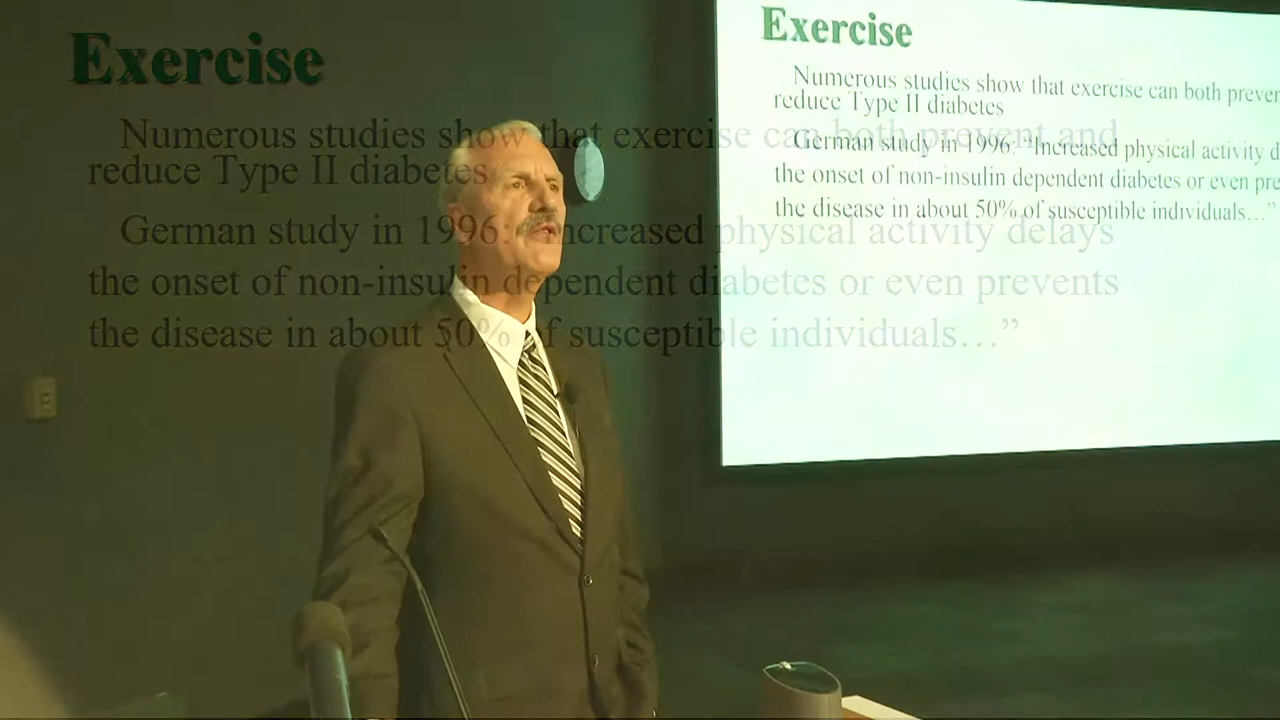 Exercise
Numerous studies show that exercise can both prevent and
reduce Type II diabetes
German study in 1996: "Increased physical activity delays
the onset of non-insulin dependent diabetes or even prevents
the disease in about 50% of susceptible individuals…”
Exercise
Numerous studies show that exercise can both preven
reduce Type II diabetes
German study in 1996: "Increased physical activity d
the onset of non-insulin dependent diabetes or even pre
the disease in about 50% of susceptible individuals…”